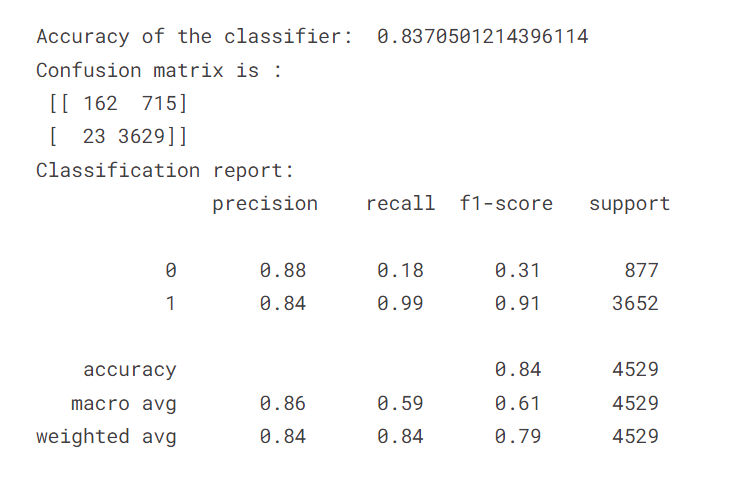 Accuracy of the classifier:  0.8370501214396114
Confusion matrix is :
 [[ 162  715]
 [  23 3629]]
Classification report:
               precision    recall  f1-score   support

           0       0.88      0.18      0.31       877
           1       0.84      0.99      0.91      3652

    accuracy                           0.84      4529
   macro avg       0.86      0.59      0.61      4529
weighted avg       0.84      0.84      0.79      4529